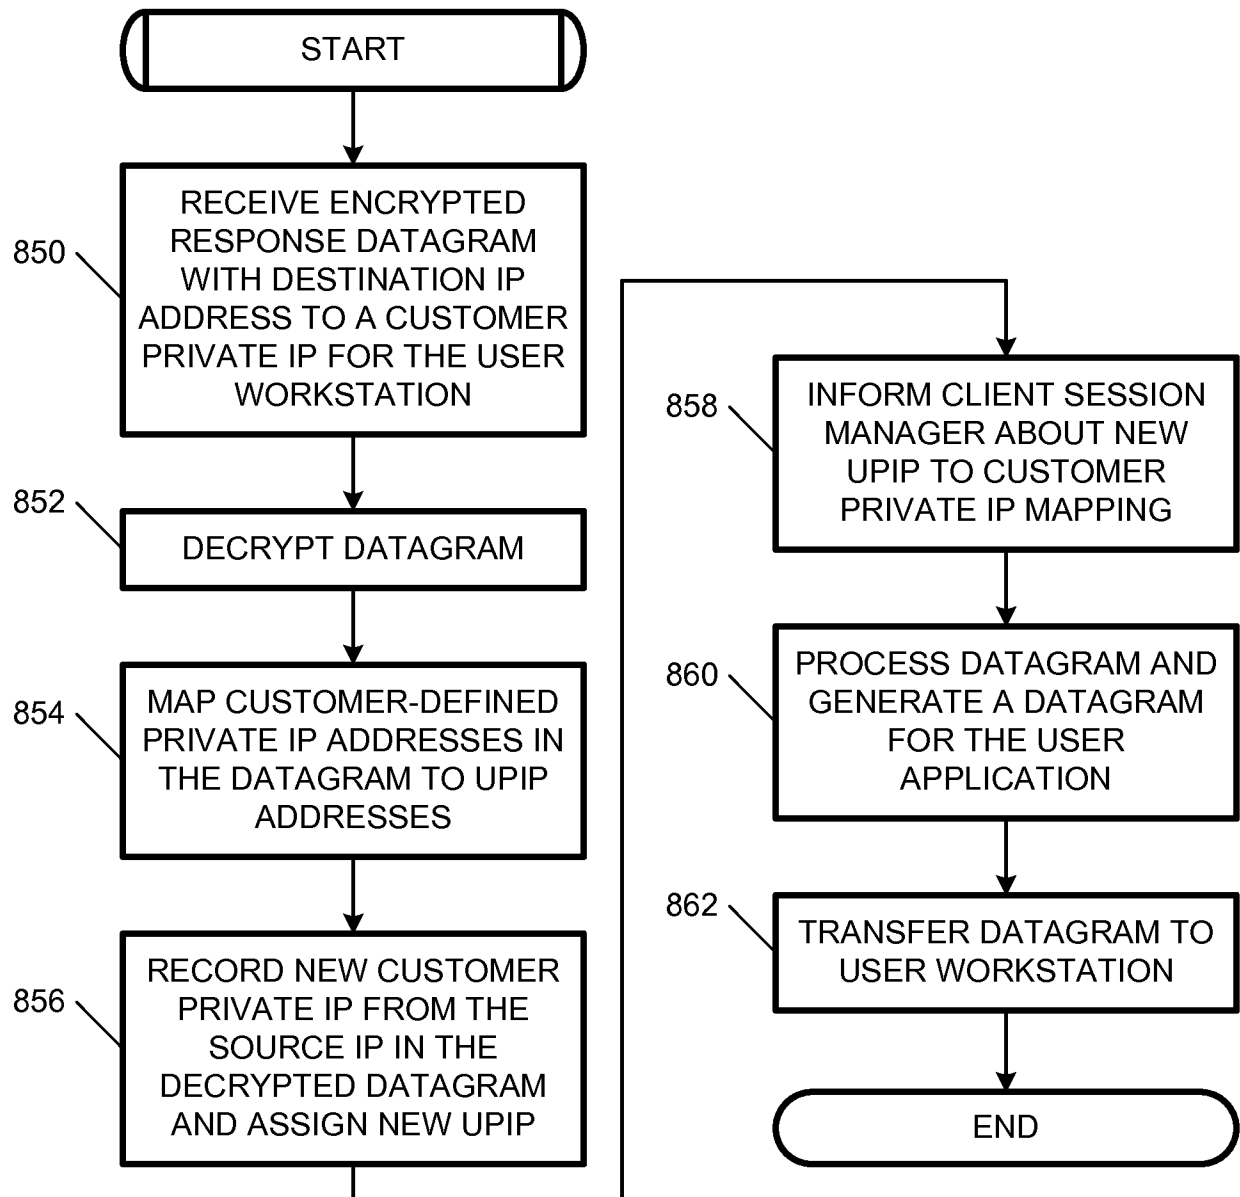 START
850
RECEIVE ENCRYPTED
RESPONSE DATAGRAM
WITH DESTINATION IP
ADDRESS TO A CUSTOMER
PRIVATE IP FOR THE USER
WORKSTATION
852
DECRYPT DATAGRAM
854
MAP CUSTOMER-DEFINED
PRIVATE IP ADDRESSES IN
THE DATAGRAM TO UPIP
ADDRESSES
856
RECORD NEW CUSTOMER
PRIVATE IP FROM THE
SOURCE IP IN THE
DECRYPTED DATAGRAM
AND ASSIGN NEW UPIP
858
INFORM CLIENT SESSION
MANAGER ABOUT NEW
UPIP TO CUSTOMER
PRIVATE IP MAPPING
860
PROCESS DATAGRAM AND
GENERATE A DATAGRAM
FOR THE USER
APPLICATION
862
TRANSFER DATAGRAM TO
USER WORKSTATION
END